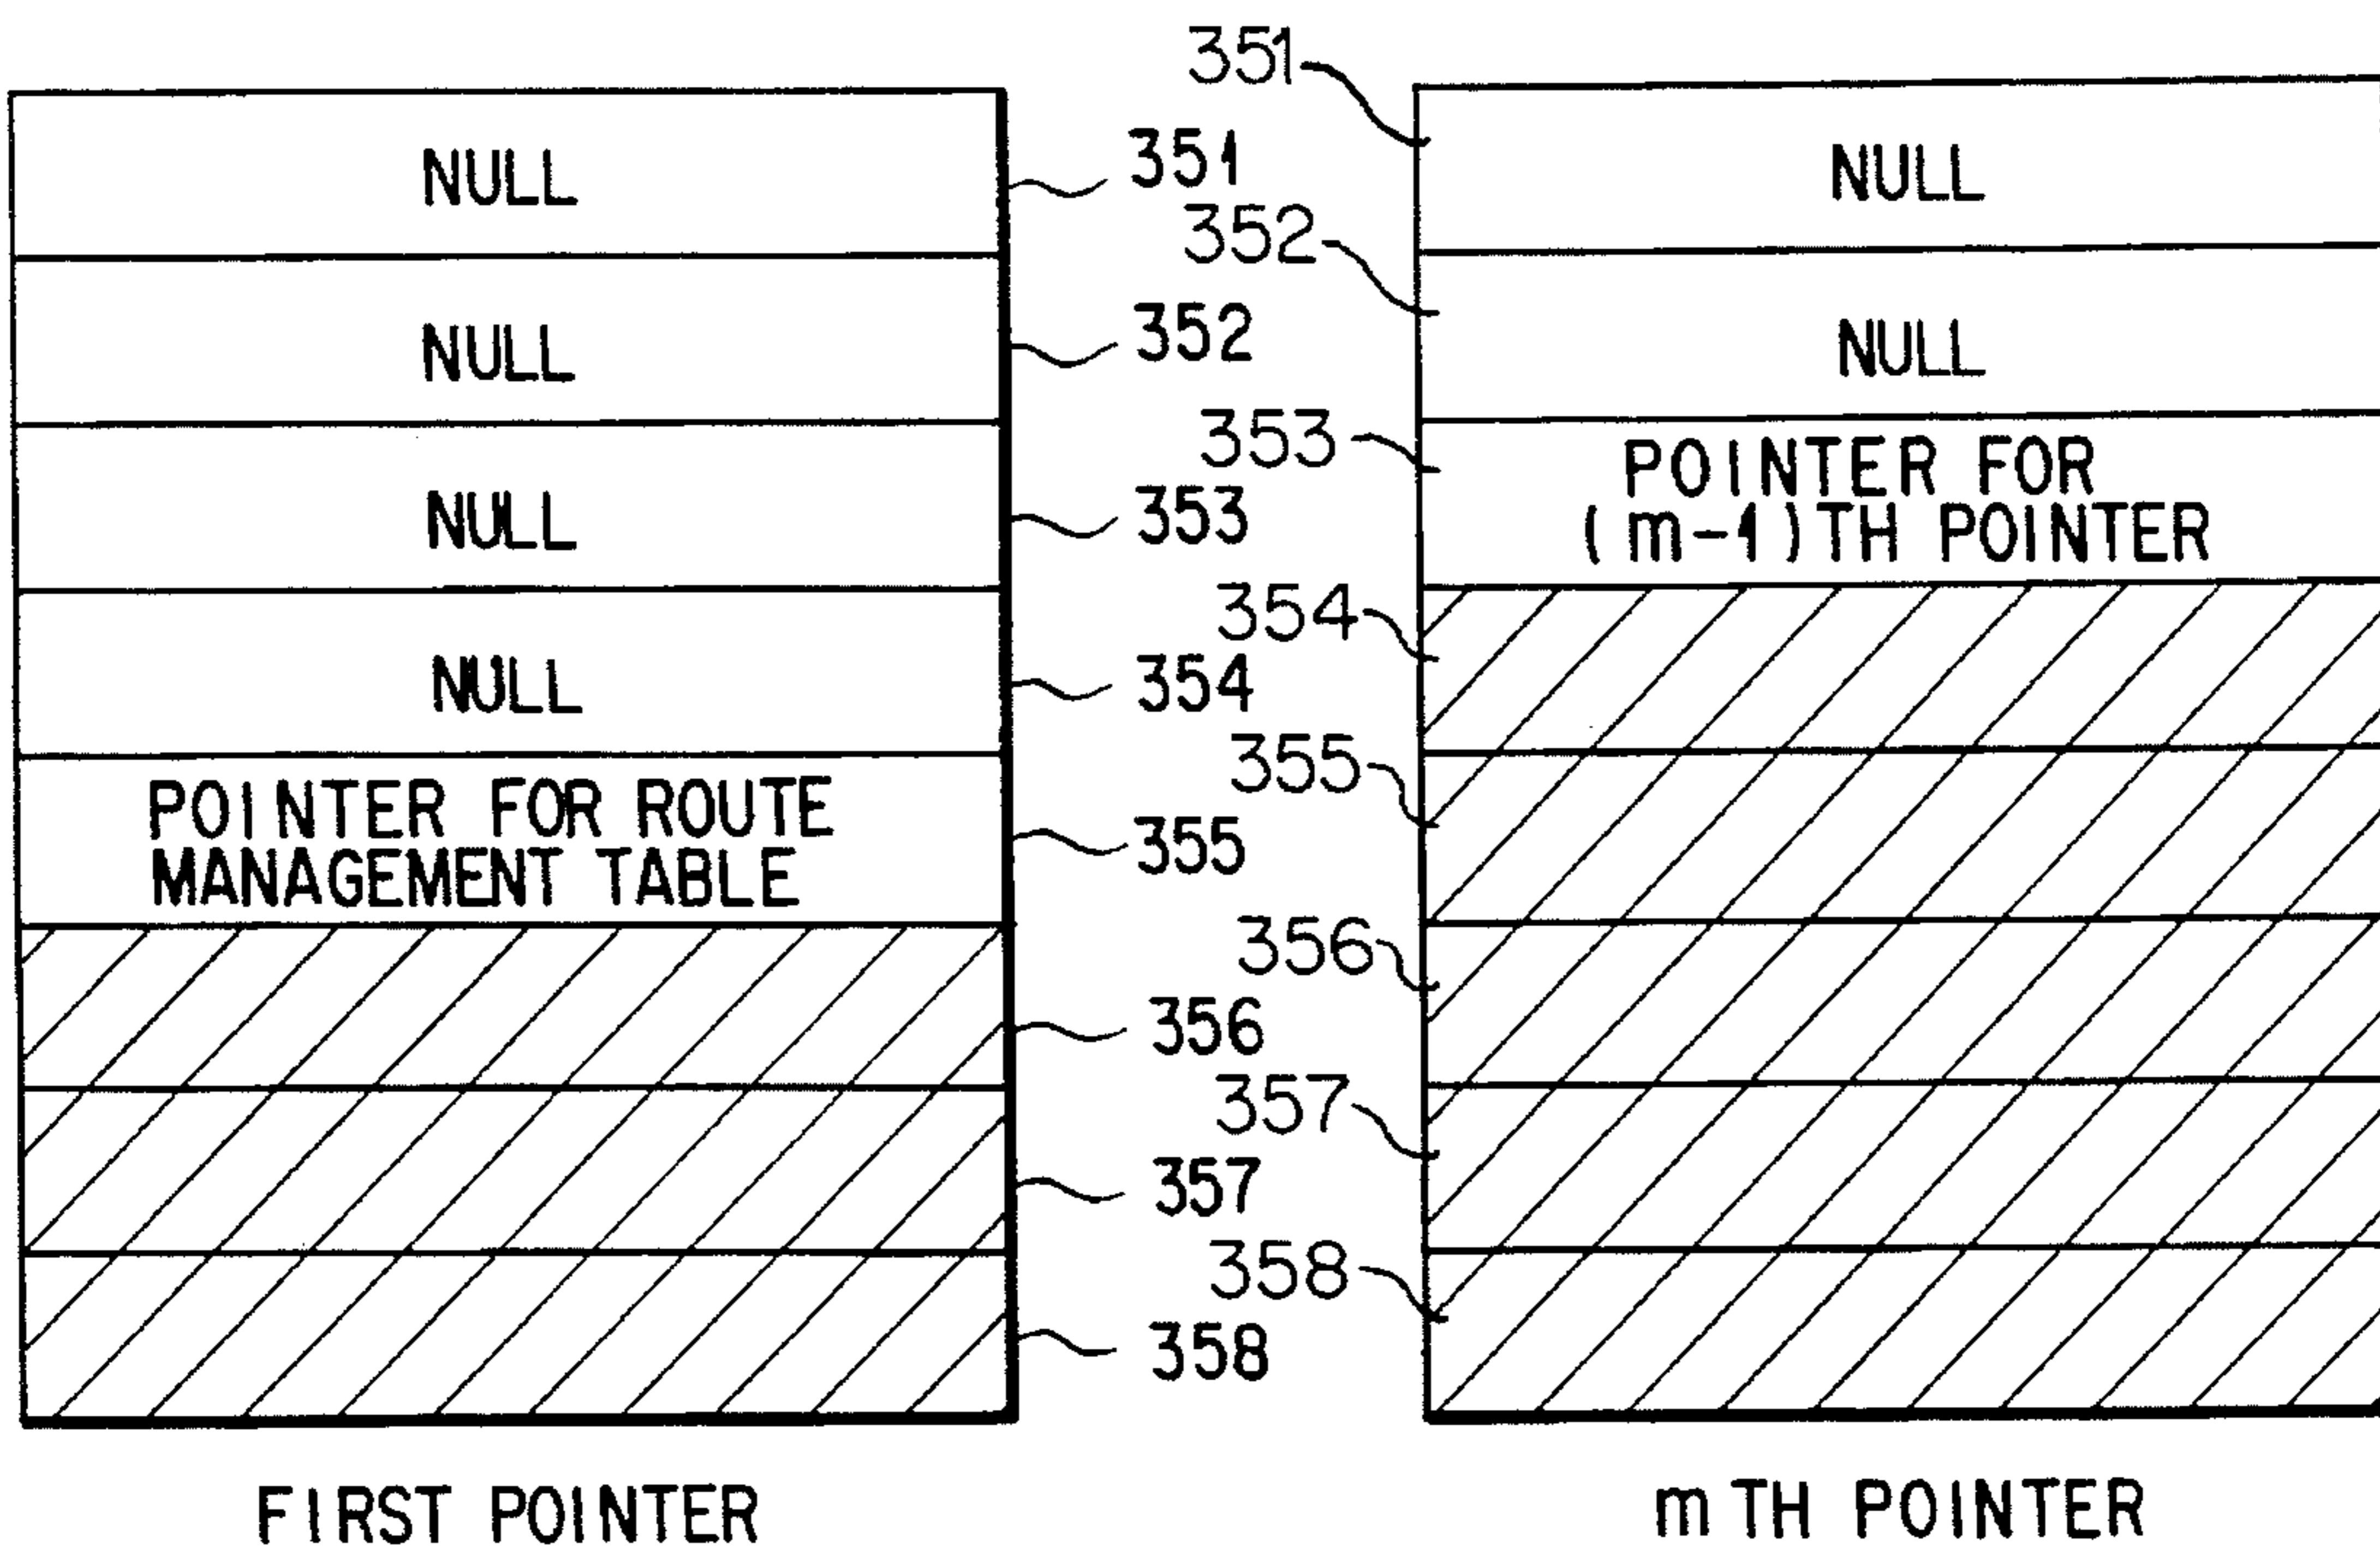 NULL
351
NULL
352
NULL
353
NULL
354
POINTER FOR ROUTE
MANAGEMENT TABLE
355
356
357
358
FIRST POINTER
351
NULL
352
NULL
353
POINTER FOR
(m-1)TH POINTER
354
355
356
357
358
mTH POINTER